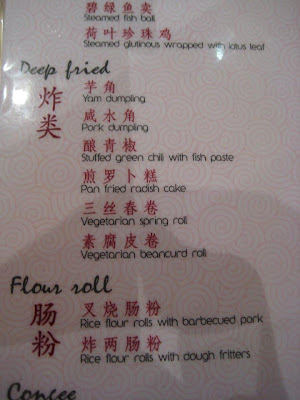 碧绿鱼卖
Steamed fish ball
荷叶珍珠鸡
Steamed glutinous wrapped with lotus leaf
Deep fried
炸类
芋角
Yam dumpling
咸水角
Pork dumpling
酿青椒
Stuffed green chili with fish paste
煎罗卜糕
Pan fried radish cake
三丝春卷
Vegetarian spring roll
素腐皮卷
Vegetarian beancurd roll
Flour roll
肠粉
叉烧肠粉
Rice flour rolls with barbecued pork
炸两肠粉
Rice flour rolls with dough fritters
Congee